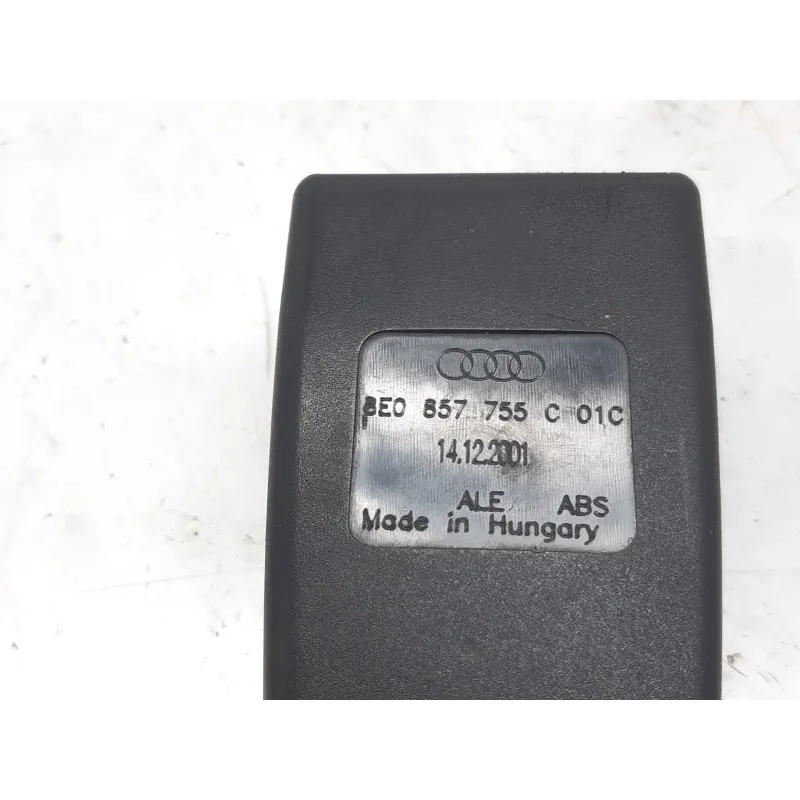 8E0 857 755 C 01C
14.12.2001
ALE ABS
Made in Hungary